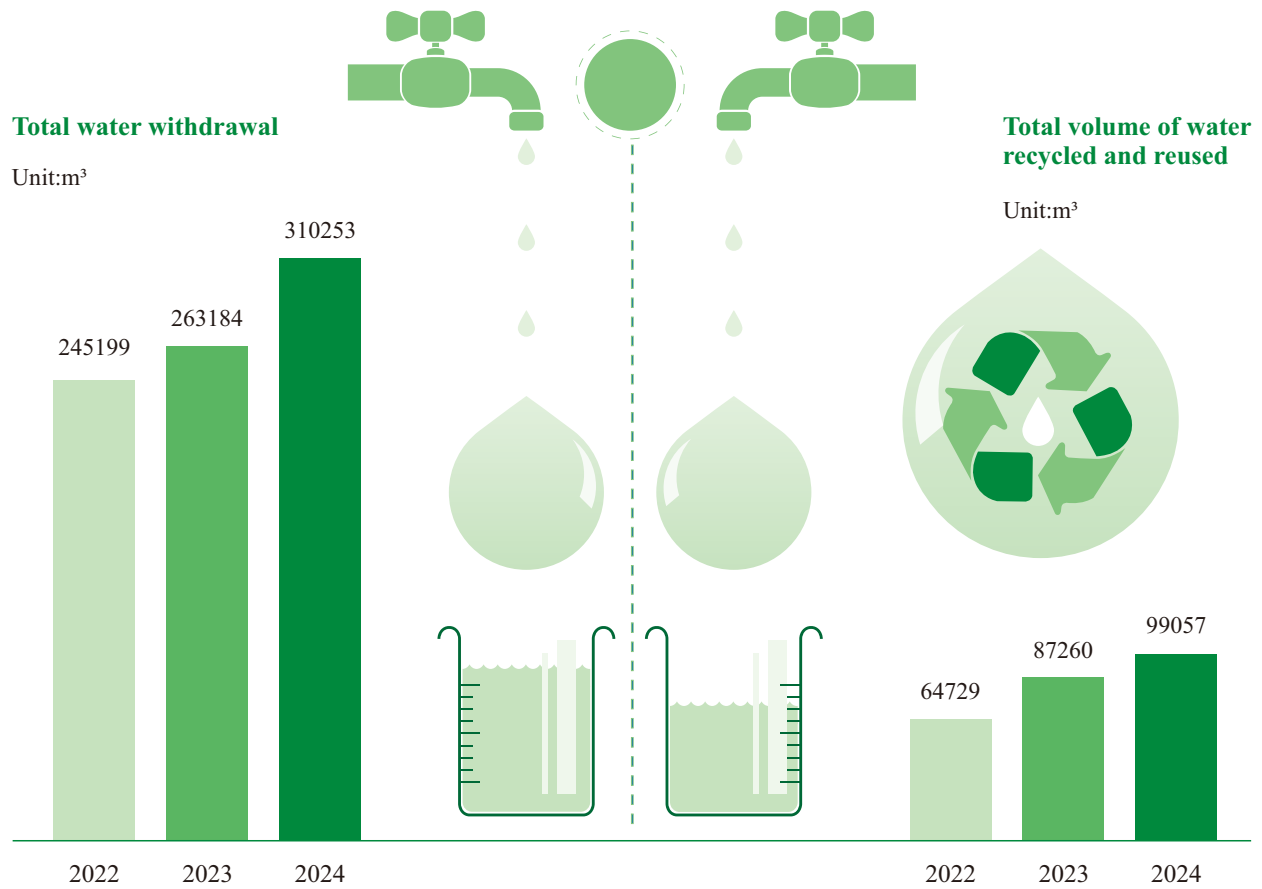 Total water withdrawal
Unit:m³
310253
263184
245199
2022
2023
2024
Total volume of water
recycled and reused
Unit:m³
99057
87260
64729
2022
2023
2024